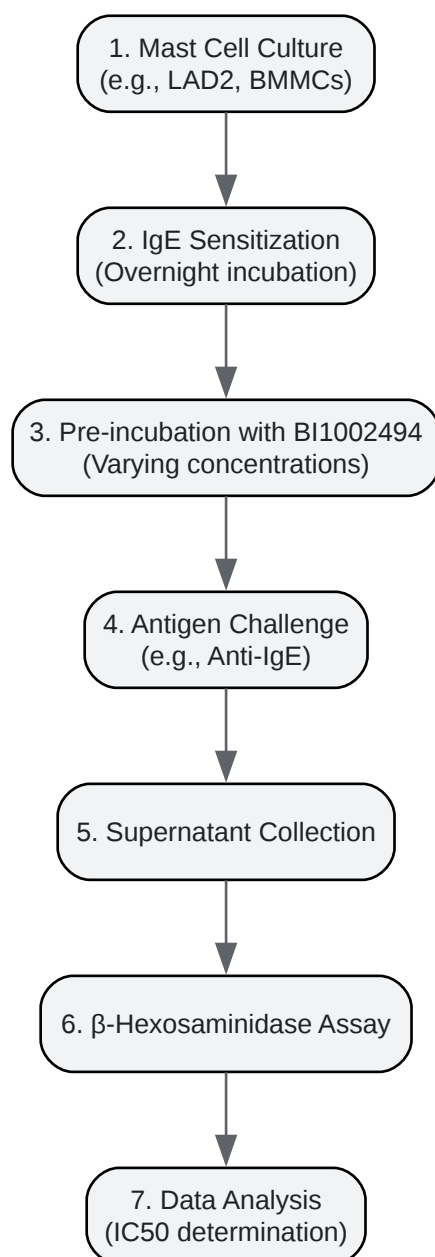 1. Mast Cell Culture
(e.g., LAD2, BMMCs)
2. IgE Sensitization
(Overnight incubation)
3. Pre-incubation with BI1002494
(Varying concentrations)
4. Antigen Challenge
(e.g., Anti-IgE)
5. Supernatant Collection
6. β-Hexosaminidase Assay
7. Data Analysis
(IC50 determination)